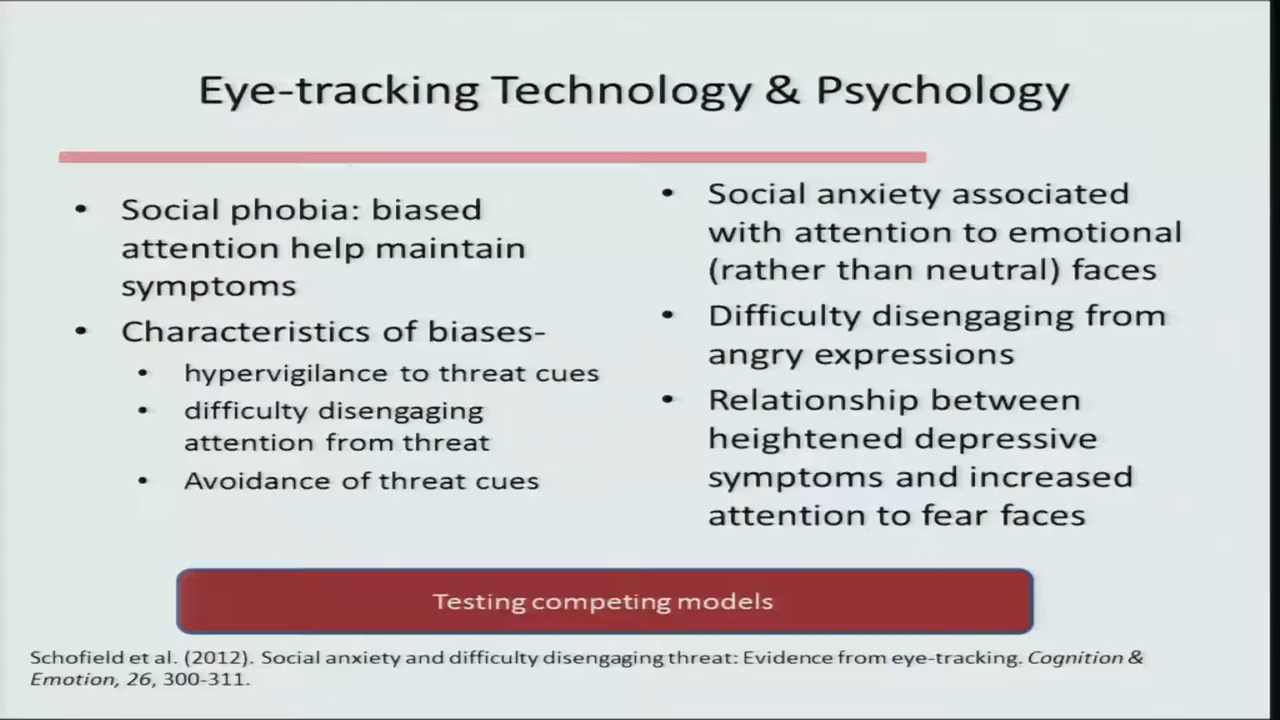 Eye-tracking Technology & Psychology
• Social phobia: biased
attention help maintain
symptoms
• Characteristics of biases-
• hypervigilance to threat cues
• difficulty disengaging
attention from threat
• Avoidance of threat cues
• Social anxiety associated
with attention to emotional
(rather than neutral) faces
• Difficulty disengaging from
angry expressions
• Relationship between
heightened depressive
symptoms and increased
attention to fear faces
Testing competing models
Schofield et al. (2012). Social anxiety and difficulty disengaging threat: Evidence from eye-tracking. Cognition &
Emotion, 26, 300-311.